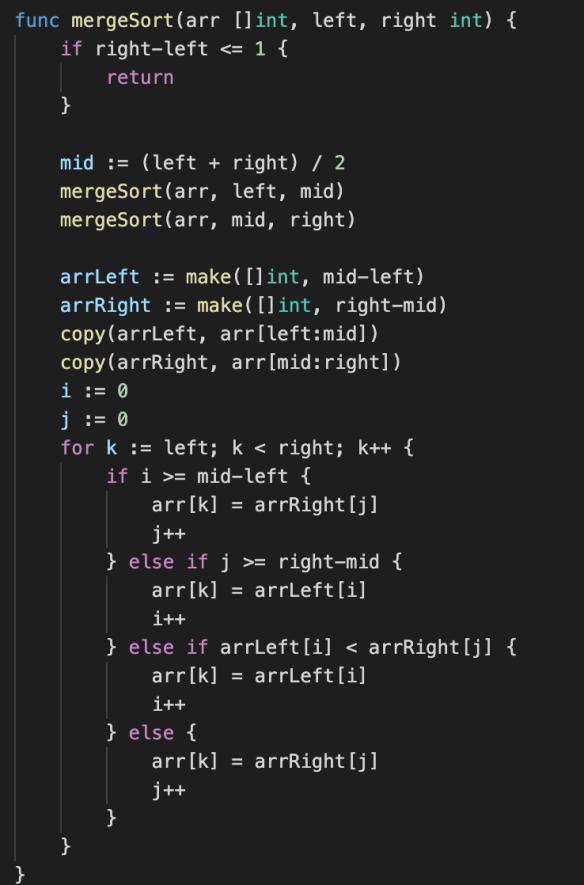 func mergeSort(arr []int, left, right int) {
    if right-left <= 1 {
        return
    }

    mid := (left + right) / 2
    mergeSort(arr, left, mid)
    mergeSort(arr, mid, right)

    arrLeft := make([]int, mid-left)
    arrRight := make([]int, right-mid)
    copy(arrLeft, arr[left:mid])
    copy(arrRight, arr[mid:right])
    i := 0
    j := 0
    for k := left; k < right; k++ {
        if i >= mid-left {
            arr[k] = arrRight[j]
            j++
        } else if j >= right-mid {
            arr[k] = arrLeft[i]
            i++
        } else if arrLeft[i] < arrRight[j] {
            arr[k] = arrLeft[i]
            i++
        } else {
            arr[k] = arrRight[j]
            j++
        }
    }
}